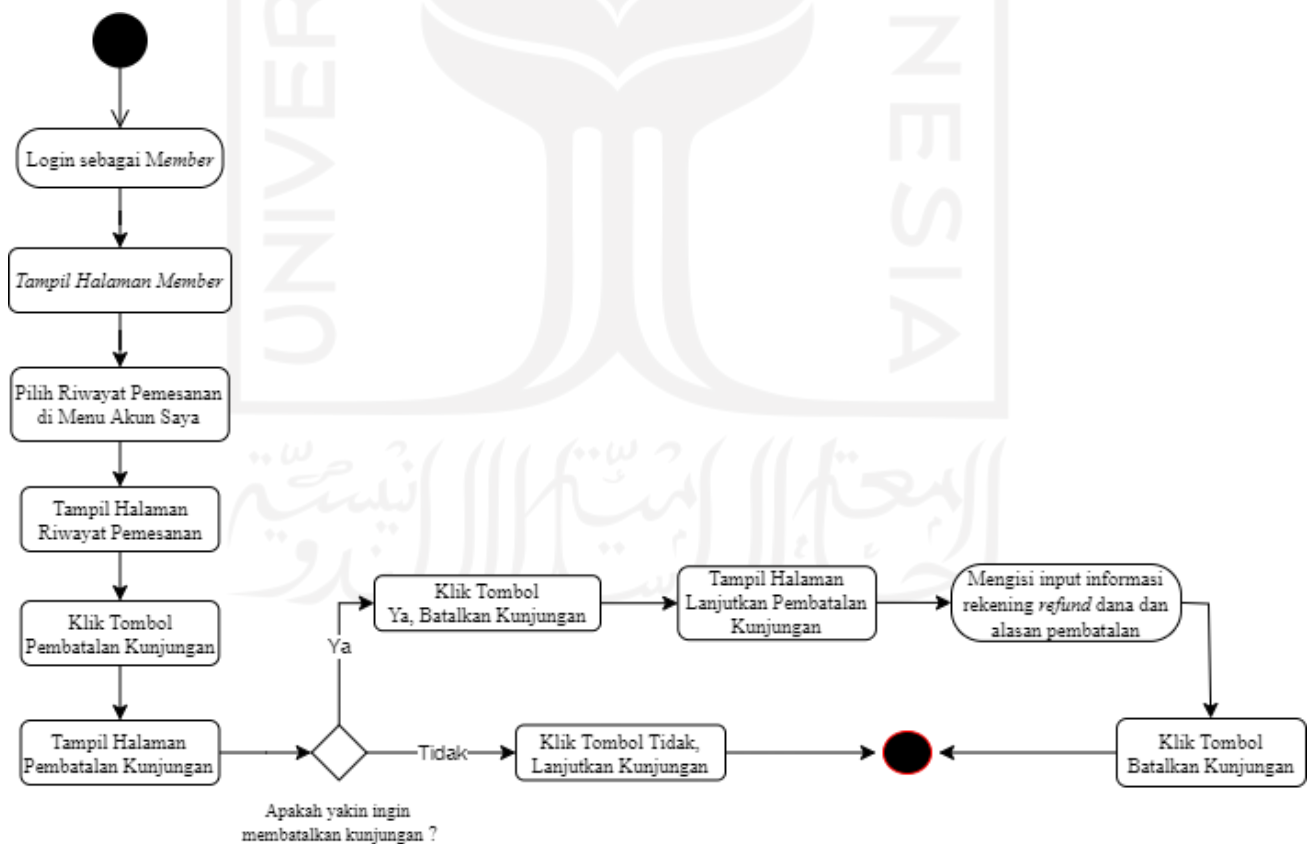 Login sebagai Member
Tampil Halaman Member
Pilih Riwayat Pemesanan
di Menu Akun Saya
Tampil Halaman
Riwayat Pemesanan
Klik Tombol
Pembatalan Kunjungan
Tampil Halaman
Pembatalan Kunjungan
Apakah yakin ingin
membatalkan kunjungan ?
Ya
Klik Tombol
Ya, Batalkan Kunjungan
Tampil Halaman
Lanjutkan Pembatalan
Kunjungan
Mengisi input informasi
rekening refund dana dan
alasan pembatalan
Klik Tombol
Batalkan Kunjungan
Tidak
Klik Tombol Tidak,
Lanjutkan Kunjungan
UNIVER
NESIA